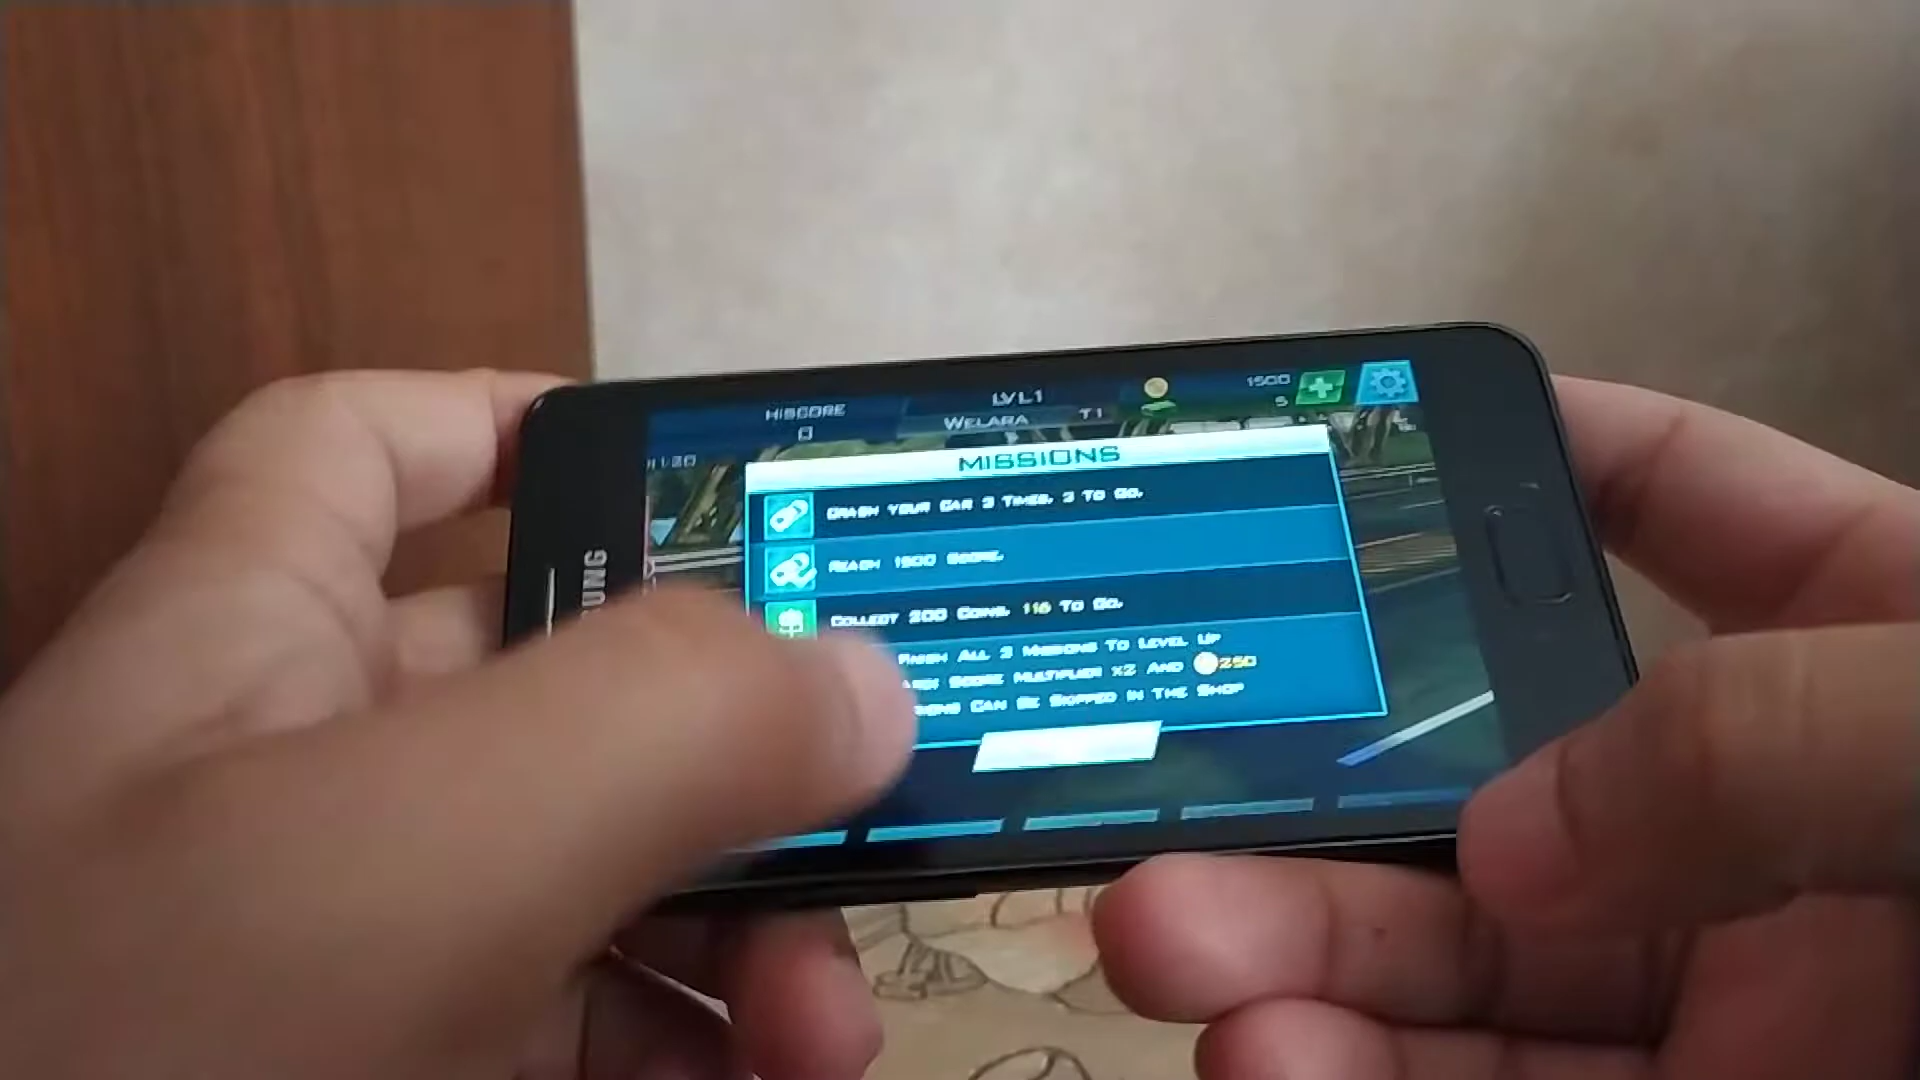 HISCORE
0
LVL1
WELARA T1
1500
5
MISSIONS
CRASH YOUR CAR 3 TIMES. 3 TO GO.
REACH 1500 SCORE.
COLLECT 200 COINS. 116 TO GO.
FINISH ALL 3 MISSIONS TO LEVEL UP
SCORE MULTIPLIER X2 AND 250
CAN BE SKIPPED IN THE SHOP